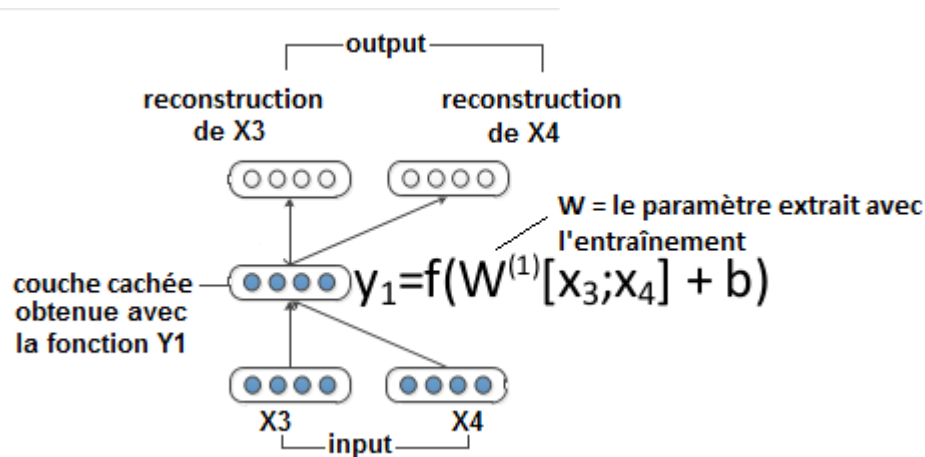 output
reconstruction
de X3
reconstruction
de X4
W = le paramètre extrait avec
l'entraînement
couche cachée
obtenue avec
la fonction Y1
y₁=f(W⁽¹⁾[x₃;x₄] + b)
X3
X4
input